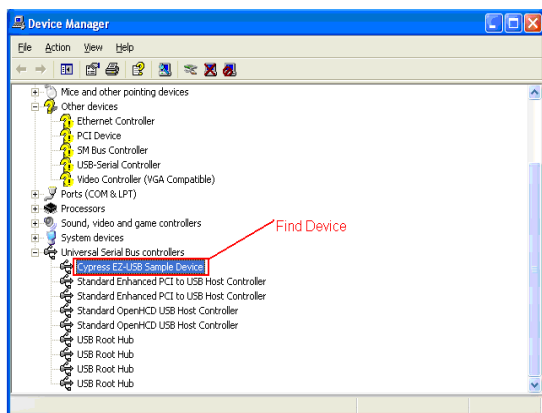 Device Manager
File Action View Help
Mice and other pointing devices
Other devices
Ethernet Controller
PCI Device
SM Bus Controller
USB-Serial Controller
Video Controller (VGA Compatible)
Ports (COM & LPT)
Processors
Sound, video and game controllers
Find Device
System devices
Universal Serial Bus controllers
Cypress EZ-USB Sample Device
Standard Enhanced PCI to USB Host Controller
Standard Enhanced PCI to USB Host Controller
Standard OpenHCD USB Host Controller
Standard OpenHCD USB Host Controller
USB Root Hub
USB Root Hub
USB Root Hub
USB Root Hub